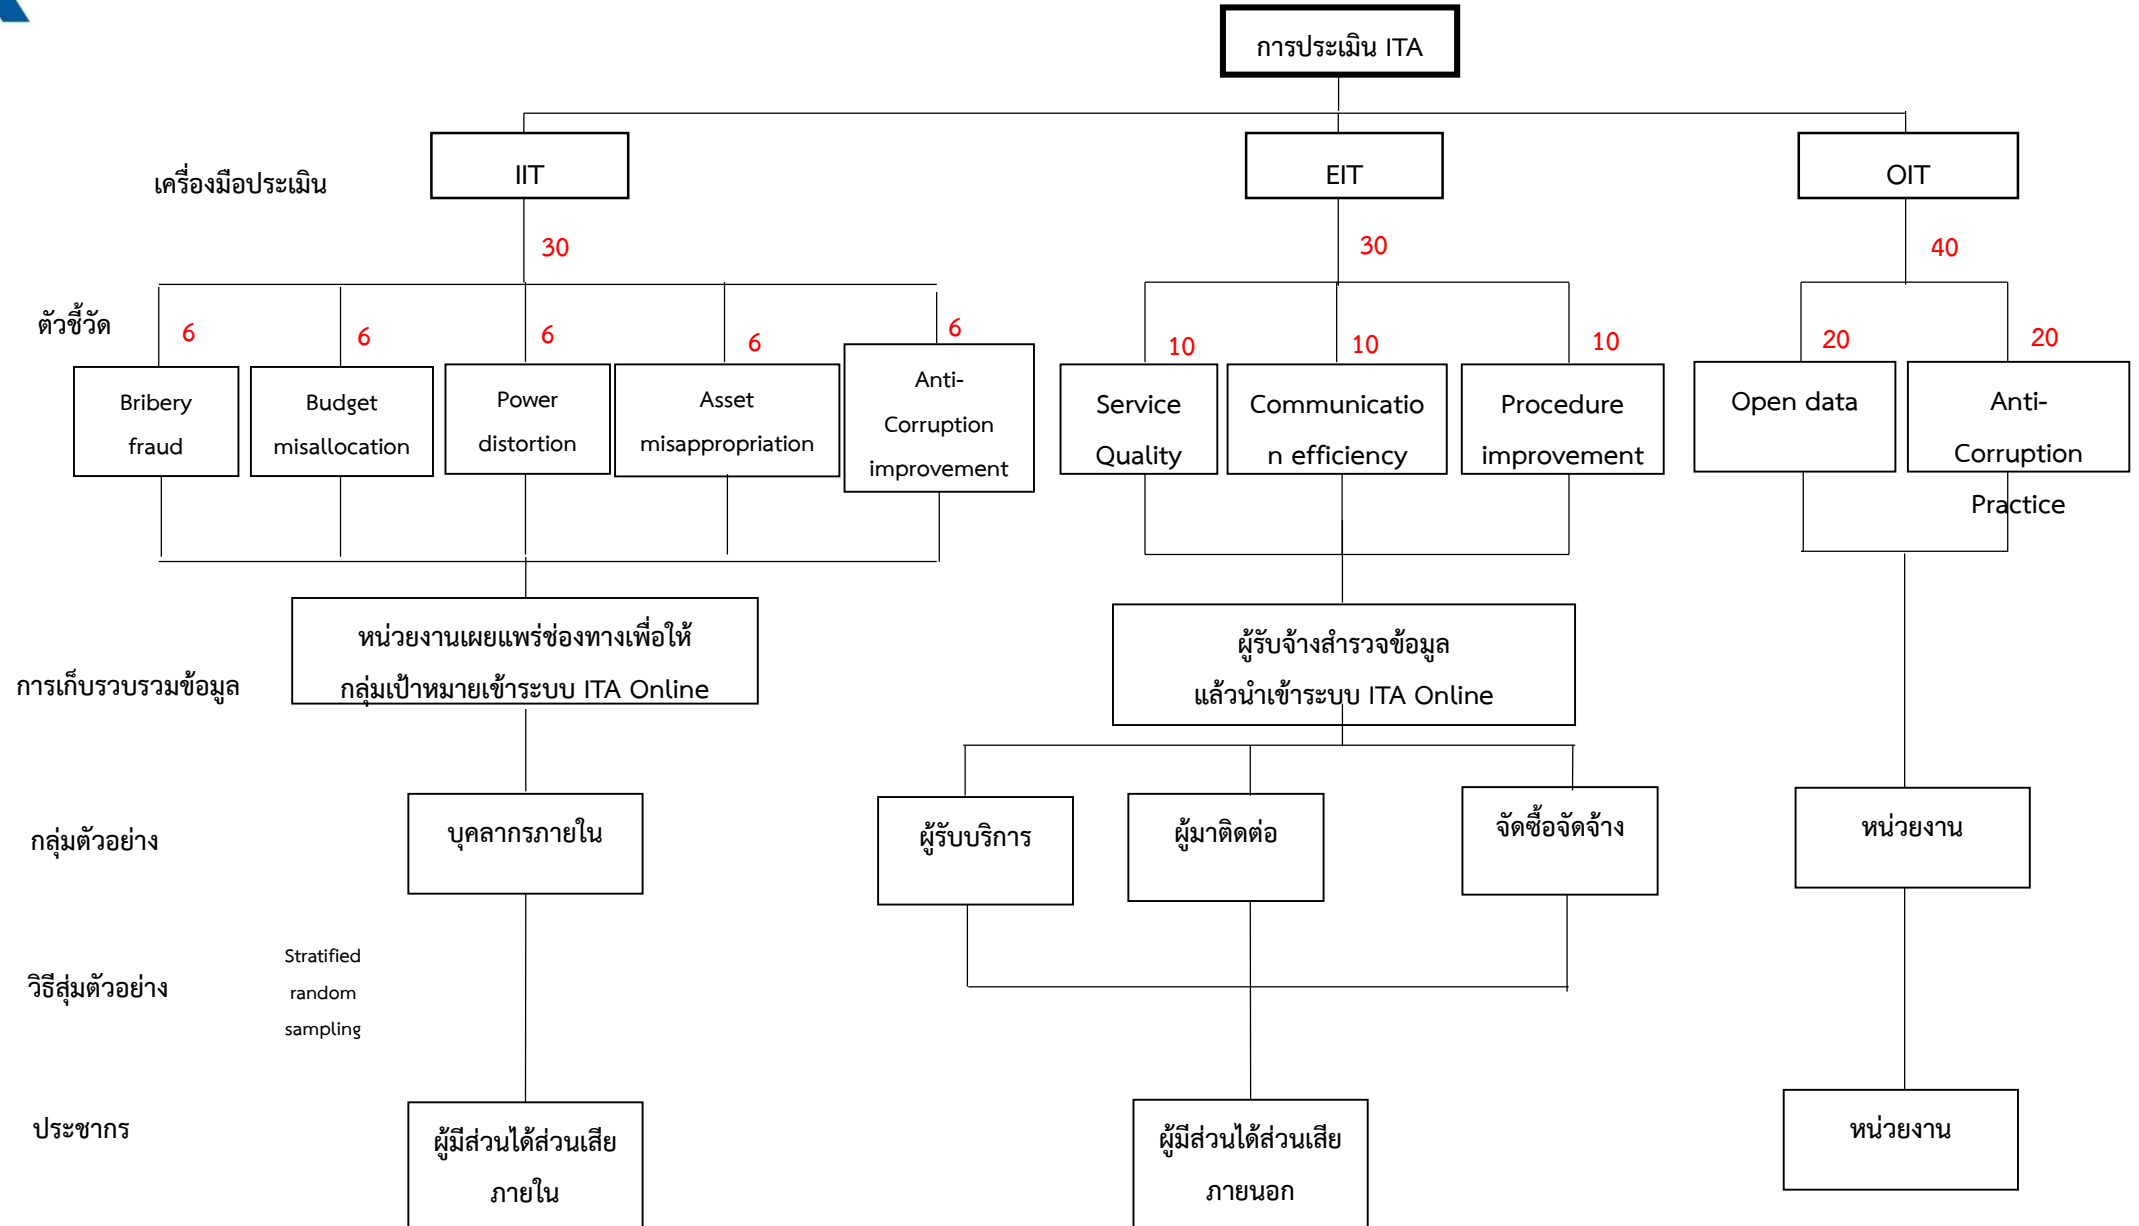 การประเมิน ITA
เครื่องมือประเมิน
IIT
EIT
OIT
30
30
40
ตัวชี้วัด
6
6
6
6
6
10
10
10
20
20
Bribery
fraud
Budget
misallocation
Power
distortion
Asset
misappropriation
Anti-
Corruption
improvement
Service
Quality
Communicatio
n efficiency
Procedure
improvement
Open data
Anti-
Corruption
Practice
การเก็บรวบรวมข้อมูล
หน่วยงานเผยแพร่ช่องทางเพื่อให้
กลุ่มเป้าหมายเข้าระบบ ITA Online
ผู้รับจ้างสำรวจข้อมูล
แล้วนำเข้าระบบ ITA Online
กลุ่มตัวอย่าง
บุคลากรภายใน
ผู้รับบริการ
ผู้มาติดต่อ
จัดซื้อจัดจ้าง
หน่วยงาน
วิธีสุ่มตัวอย่าง
Stratified
random
sampling
ประชากร
ผู้มีส่วนได้ส่วนเสีย
ภายใน
ผู้มีส่วนได้ส่วนเสีย
ภายนอก
หน่วยงาน